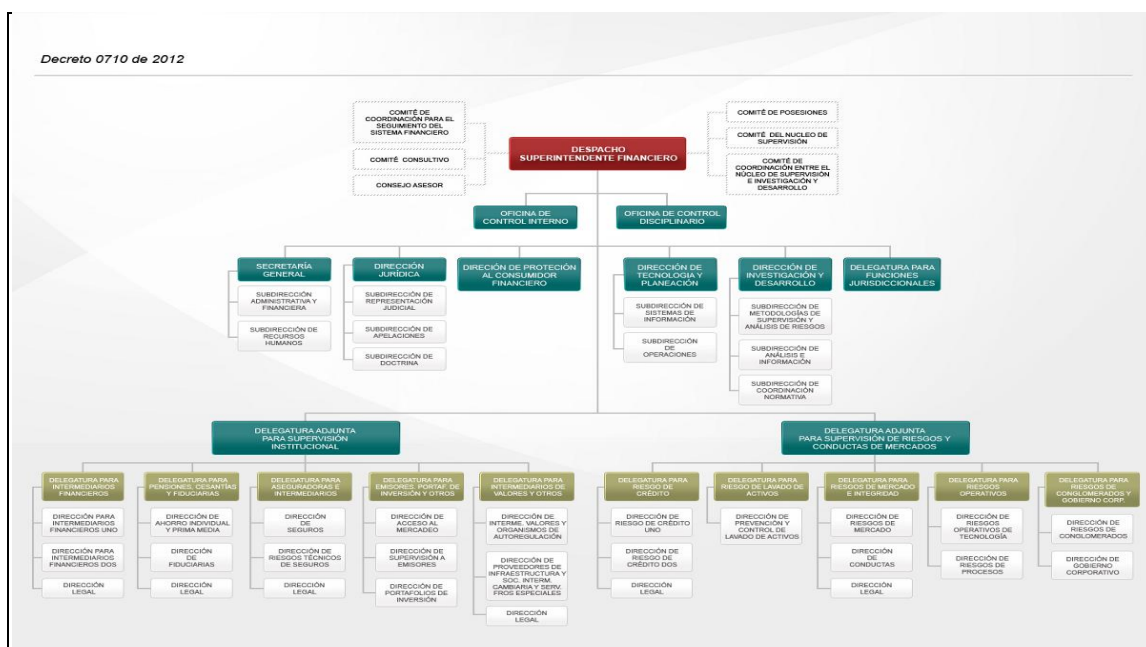 Decreto 0710 de 2012
COMITÉ DE
COORDINACIÓN PARA EL
SEGUIMIENTO DEL
SISTEMA FINANCIERO
COMITÉ CONSULTIVO
CONSEJO ASESOR
DESPACHO
SUPERINTENDENTE FINANCIERO
COMITÉ DE POSESIONES
COMITÉ DEL NUCLEO DE
SUPERVISIÓN
COMITÉ DE
COORDINACIÓN ENTRE EL
NÚCLEO DE SUPERVISIÓN
E INVESTIGACIÓN Y
DESARROLLO
OFICINA DE
CONTROL INTERNO
OFICINA DE CONTROL
DISCIPLINARIO
SECRETARÍA
GENERAL
SUBDIRECCIÓN
ADMINISTRATIVA Y
FINANCIERA
SUBDIRECCIÓN DE
RECURSOS
HUMANOS
DIRECCIÓN
JURÍDICA
SUBDIRECCIÓN DE
REPRESENTACIÓN
JUDICIAL
SUBDIRECCIÓN DE
APELACIONES
SUBDIRECCIÓN DE
DOCTRINA
DIRECIÓN DE PROTECIÓN
AL CONSUMIDOR
FINANCIERO
DIRECCIÓN DE
TECNOLOGIA Y
PLANEACIÓN
SUBDIRECCIÓN DE
SISTEMAS DE
INFORMACIÓN
SUBDIRECCIÓN
DE
OPERACIONES
DIRECCIÓN DE
INVESTIGACIÓN Y
DESARROLLO
SUBDIRECCIÓN DE
METODOLOGÍAS DE
SUPERVISIÓN Y
ANÁLISIS DE RIESGOS
SUBDIRECCIÓN DE
ANÁLISIS E
INFORMACIÓN
SUBDIRECCIÓN DE
COORDINACIÓN
NORMATIVA
DELEGATURA PARA
FUNCIONES
JURISDICCIONALES
DELEGATURA ADJUNTA
PARA SUPERVISIÓN
INSTITUCIONAL
DELEGATURA PARA
INTERMEDIARIOS
FINANCIEROS
DIRECCIÓN PARA
INTERMEDIARIOS
FINANCIEROS UNO
DIRECCIÓN PARA
INTERMEDIARIOS
FINANCIEROS DOS
DIRECCIÓN
LEGAL
DELEGATURA PARA
PENSIONES, CESANTÍAS
Y FIDUCIARIAS
DIRECCIÓN DE
AHORRO INDIVIDUAL
Y PRIMA MEDIA
DIRECCIÓN
DE
FIDUCIARIAS
DIRECCIÓN
LEGAL
DELEGATURA PARA
ASEGURADORAS E
INTERMEDIARIOS
DIRECCIÓN
DE
SEGUROS
DIRECCIÓN DE
RIESGOS TÉCNICOS
DE SEGUROS
DIRECCIÓN
LEGAL
DELEGATURA PARA
EMISORES. PORTAF. DE
INVERSIÓN Y OTROS
DIRECCIÓN DE
ACCESO AL
MERCADEO
DIRECCIÓN DE
SUPERVISIÓN A
EMISORES
DIRECCIÓN DE
PORTAFOLIOS DE
INVERSIÓN
DELEGATURA PARA
INTERMEDIARIOS DE
VALORES Y OTROS
DIRECCIÓN DE
INTERME. VALORES Y
ORGANISMOS DE
AUTOREGULACIÓN
DIRECCIÓN DE
PROVEEDORES DE
INFRAESTRUCTURA Y
SOC. INTERM.
CAMBIARIA Y SERV.
FROS ESPECIALES
DIRECCIÓN
LEGAL
DELEGATURA ADJUNTA
PARA SUPERVISIÓN DE RIESGOS Y
CONDUCTAS DE MERCADOS
DELEGATURA PARA
RIESGO DE
CRÉDITO
DIRECCIÓN DE
RIESGO DE CRÉDITO
UNO
DIRECCIÓN DE
RIESGO DE
CRÉDITO DOS
DIRECCIÓN
LEGAL
DELEGATURA PARA
RIESGO DE LAVADO DE
ACTIVOS
DIRECCIÓN DE
PREVENCIÓN Y
CONTROL DE
LAVADO DE ACTIVOS
DELEGATURA PARA
RIESGOS DE MERCADO
E INTEGRIDAD
DIRECCIÓN DE
RIESGOS DE
MERCADO
DIRECCIÓN
DE
CONDUCTAS
DIRECCIÓN
LEGAL
DELEGATURA PARA
RIESGOS
OPERATIVOS
DIRECCIÓN DE
RIESGOS
OPERATIVOS DE
TECNOLOGÍA
DIRECCIÓN DE
RIESGOS DE
PROCESOS
DELEGATURA PARA
RIESGOS DE
CONGLOMERADOS Y
GOBIERNO CORP.
DIRECCIÓN DE
RIESGOS DE
CONGLOMERADOS
DIRECCIÓN DE
GOBIERNO
CORPORATIVO